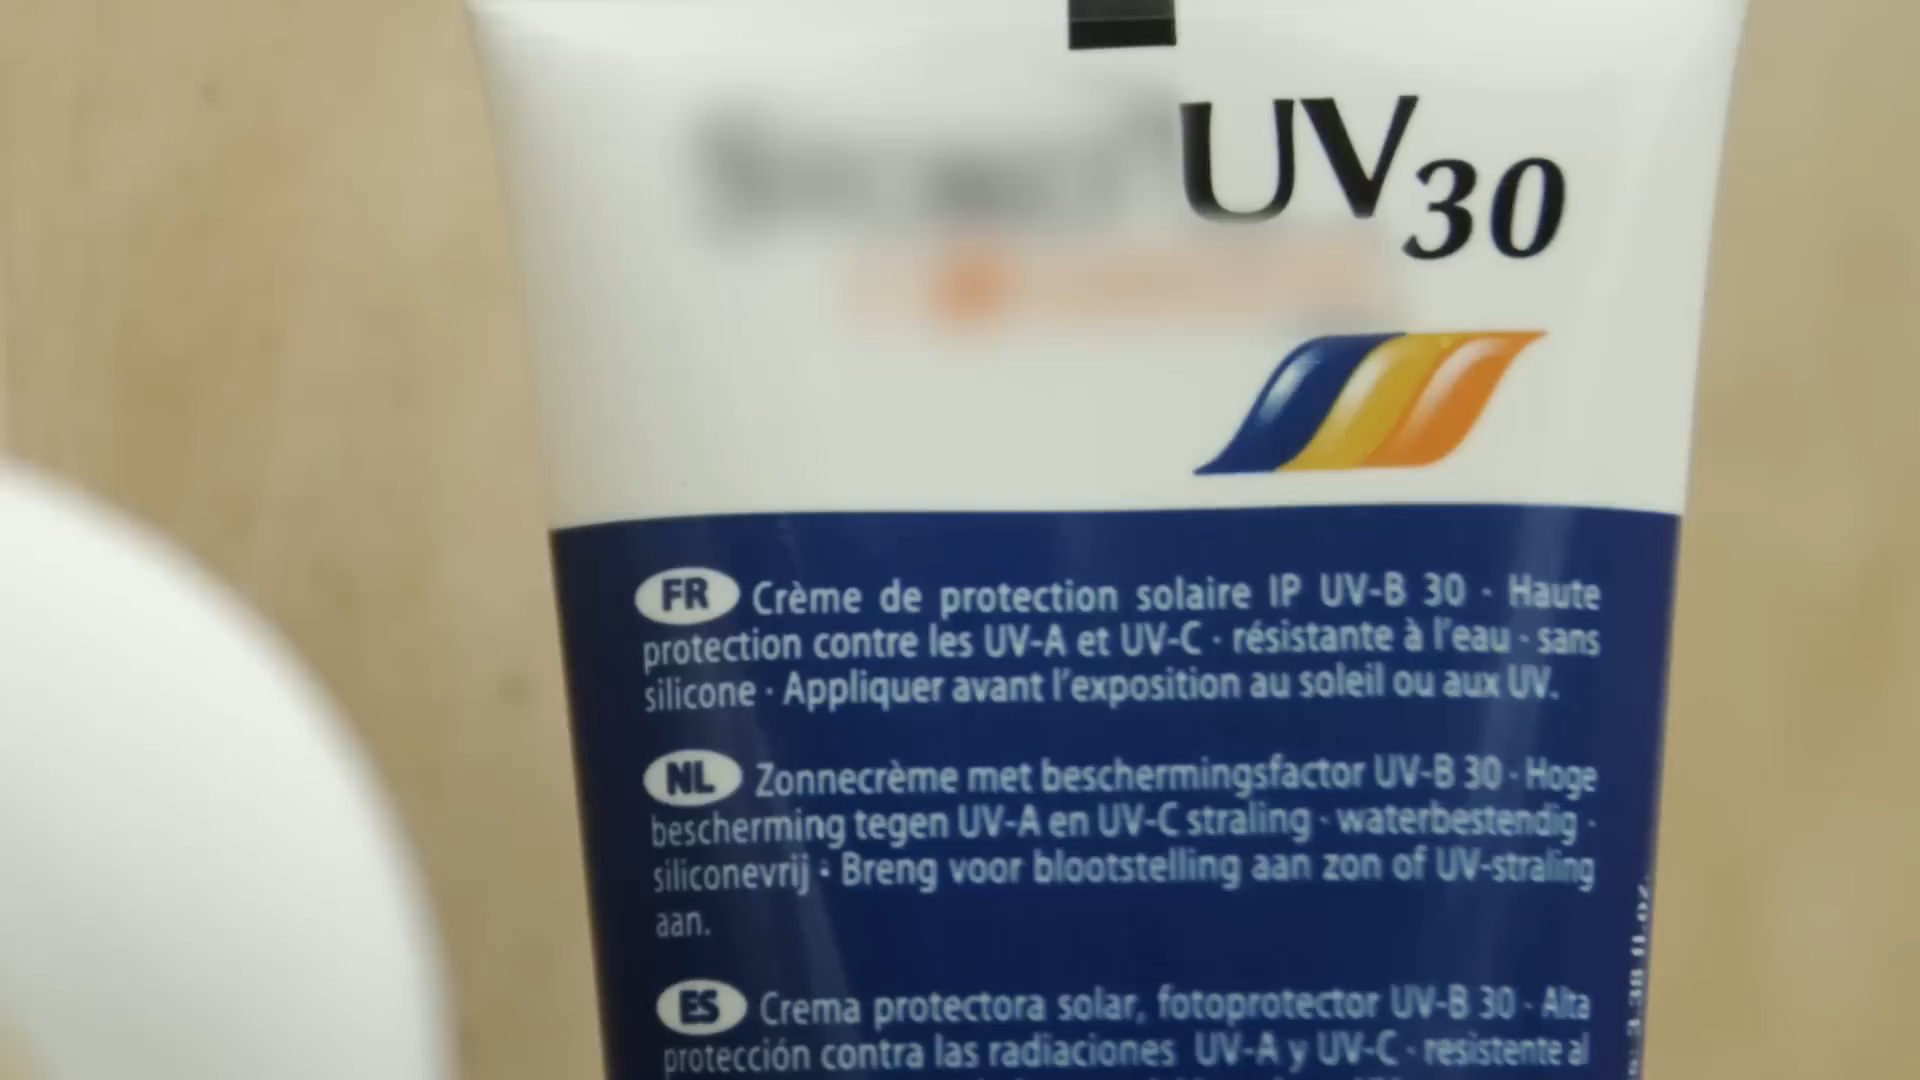 UV30
FR Crème de protection solaire IP UV-B 30 · Haute
protection contre les UV-A et UV-C · résistante à l'eau · sans
silicone · Appliquer avant l'exposition au soleil ou aux UV.
NL Zonnecrème met beschermingsfactor UV-B 30 · Hoge
bescherming tegen UV-A en UV-C straling · waterbestendig ·
siliconevrij · Breng voor blootstelling aan zon of UV-straling
aan.
ES Crema protectora solar, fotoprotector UV-B 30 · Alta
protección contra las radiaciones UV-A y UV-C · resistente al